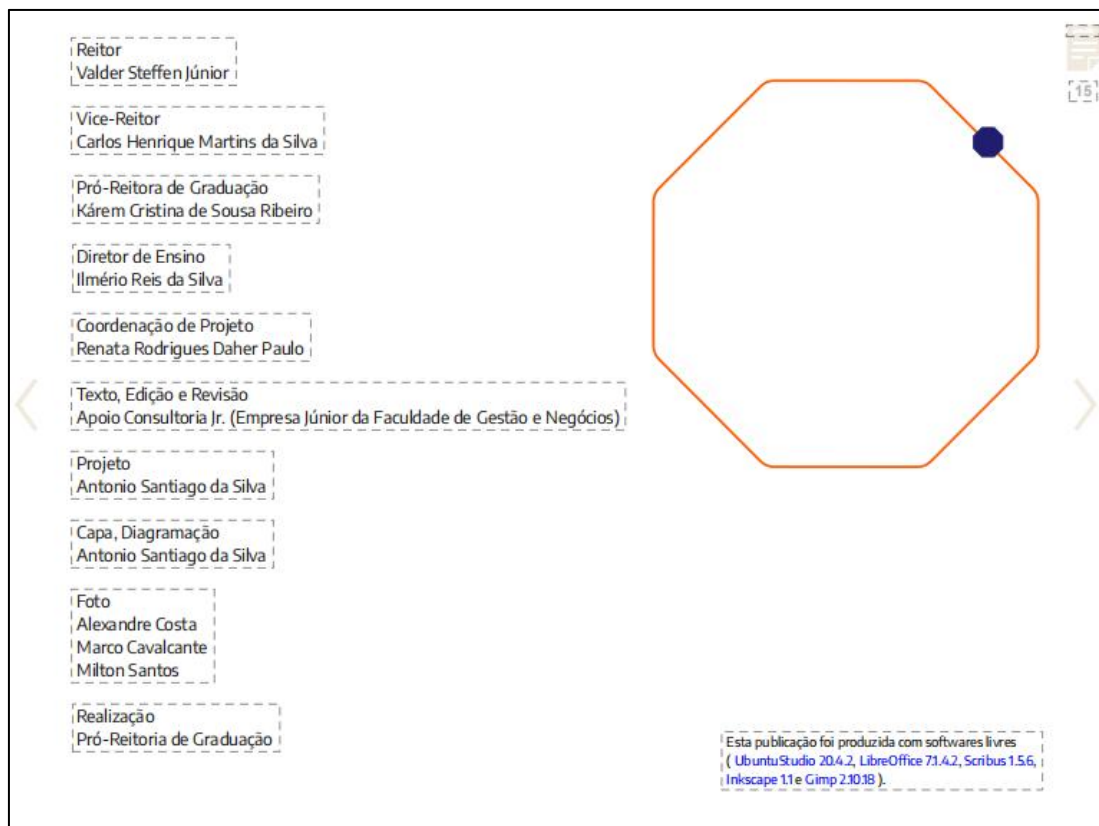 Reitor
Valder Steffen Júnior
Vice-Reitor
Carlos Henrique Martins da Silva
Pró-Reitora de Graduação
Kárem Cristina de Sousa Ribeiro
Diretor de Ensino
Ilmério Reis da Silva
Coordenação de Projeto
Renata Rodrigues Daher Paulo
Texto, Edição e Revisão
Apoio Consultoria Jr. (Empresa Júnior da Faculdade de Gestão e Negócios)
Projeto
Antonio Santiago da Silva
Capa, Diagramação
Antonio Santiago da Silva
Foto
Alexandre Costa
Marco Cavalcante
Milton Santos
Realização
Pró-Reitoria de Graduação
15
Esta publicação foi produzida com softwares livres
( UbuntuStudio 20.4.2, LibreOffice 7.1.4.2, Scribus 1.5.6,
Inkscape 1.1 e Gimp 2.10.18 ).